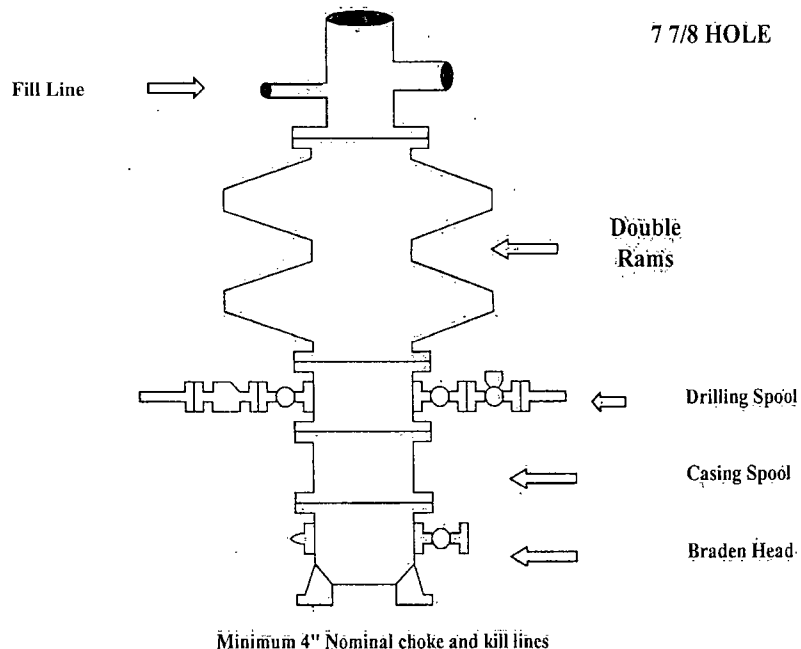 7 7/8 HOLE
Fill Line
Double
Rams
Drilling Spool
Casing Spool
Braden Head
Minimum 4" Nominal choke and kill lines